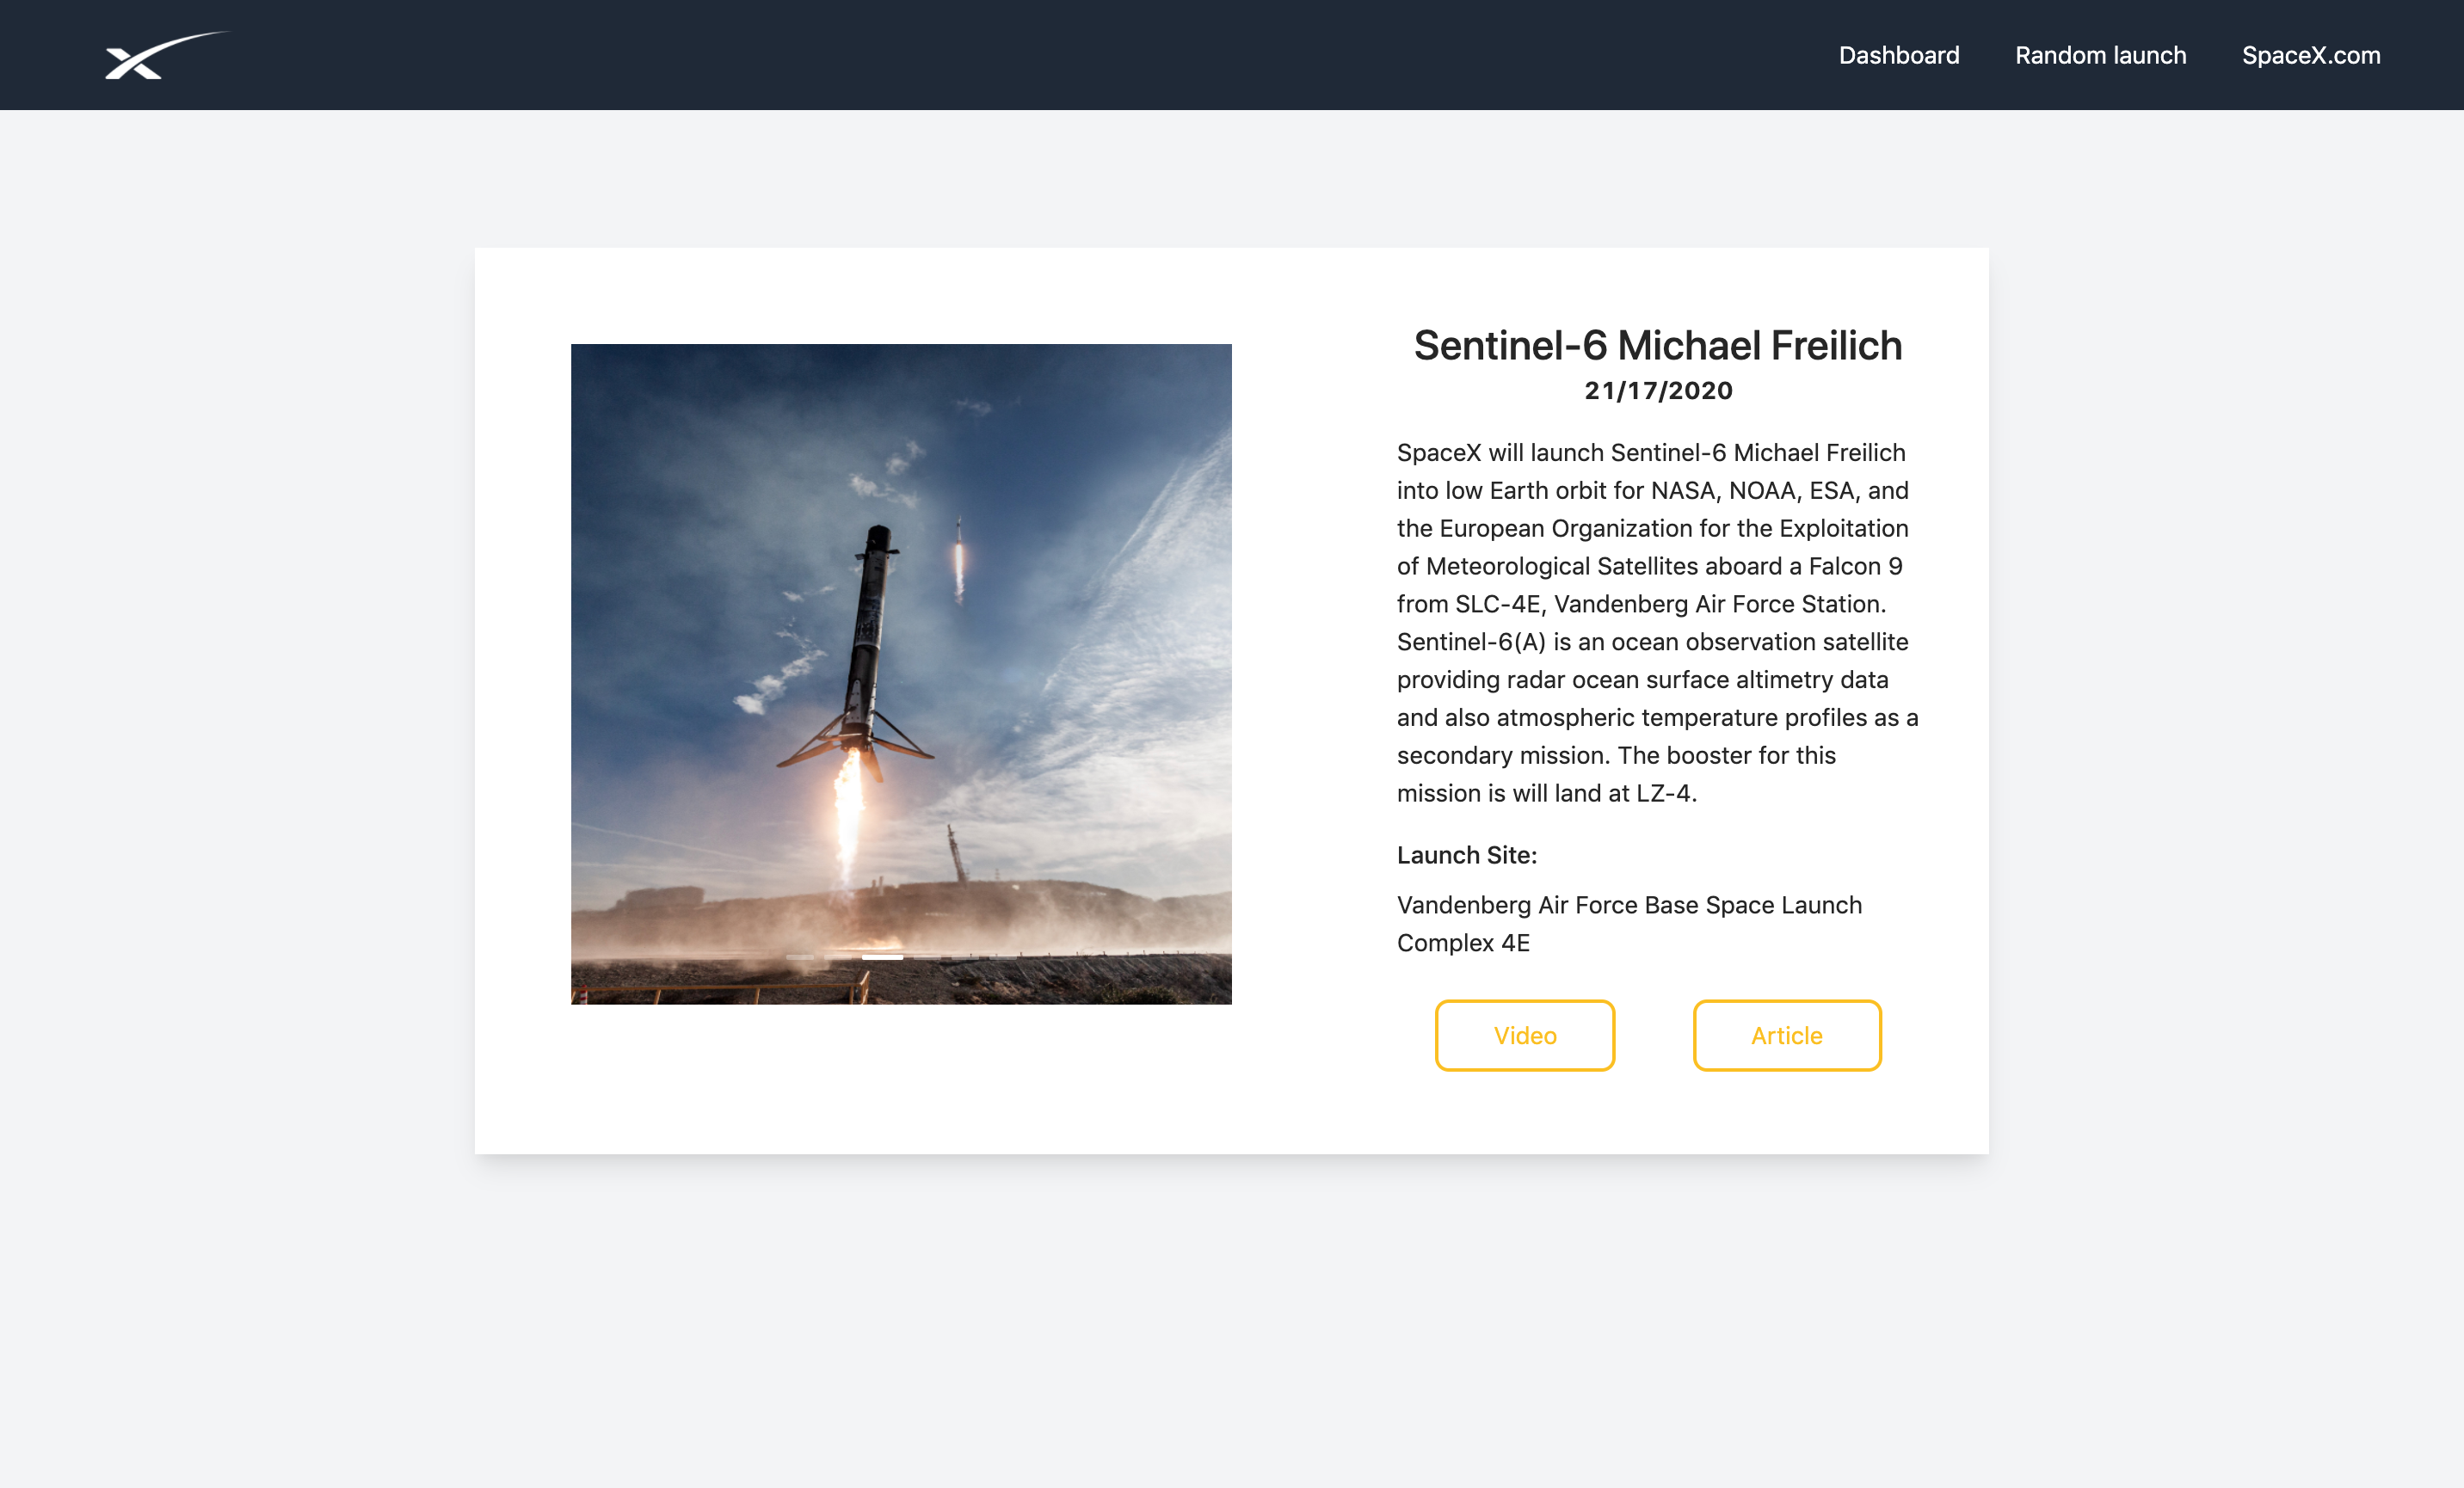 Dashboard Random launch SpaceX.com
Sentinel-6 Michael Freilich
21/17/2020
SpaceX will launch Sentinel-6 Michael Freilich
into low Earth orbit for NASA, NOAA, ESA, and
the European Organization for the Exploitation
of Meteorological Satellites aboard a Falcon 9
from SLC-4E, Vandenberg Air Force Station.
Sentinel-6(A) is an ocean observation satellite
providing radar ocean surface altimetry data
and also atmospheric temperature profiles as a
secondary mission. The booster for this
mission is will land at LZ-4.
Launch Site:
Vandenberg Air Force Base Space Launch
Complex 4E
Video Article